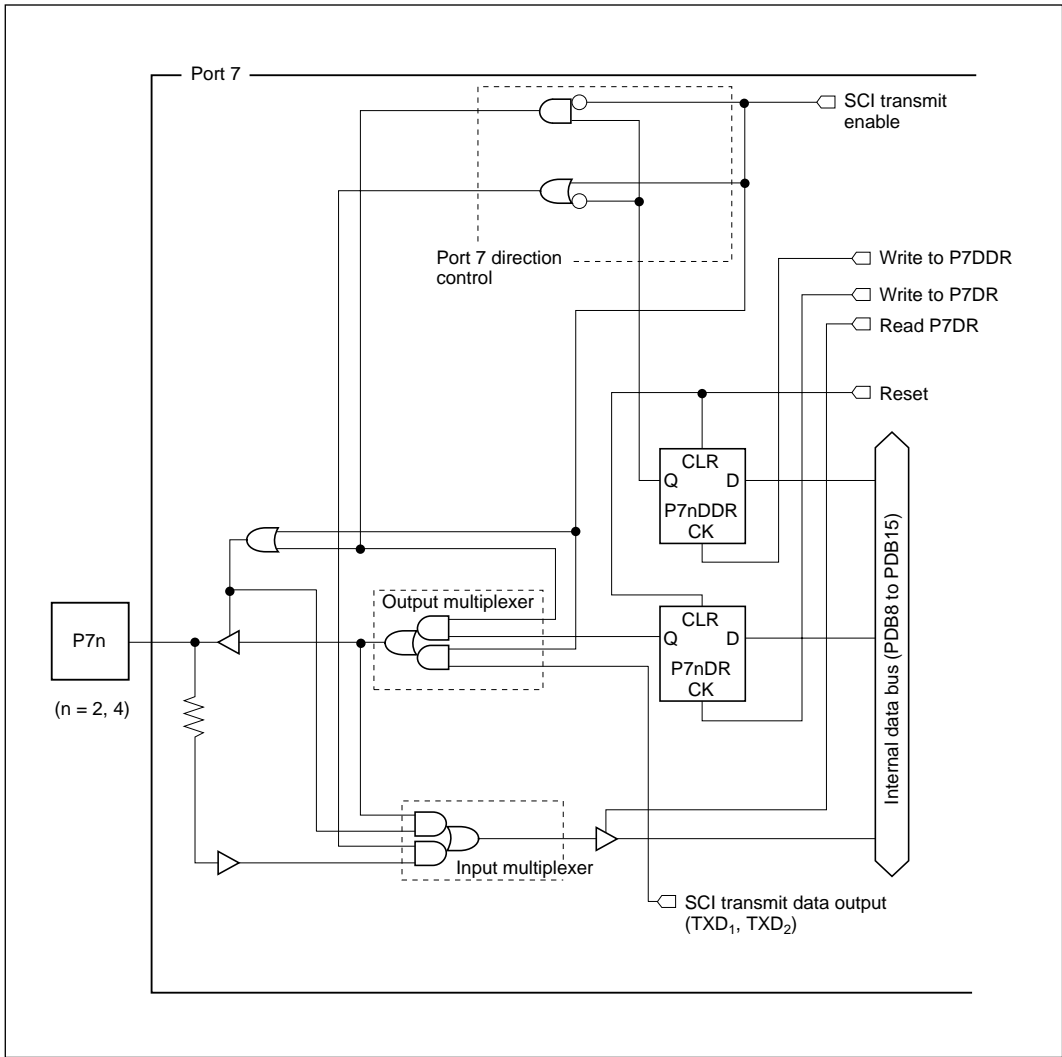 Port 7
SCI transmit
enable
Port 7 direction
control
Write to P7DDR
Write to P7DR
Read P7DR
Reset
CLR
Q D
P7nDDR
CK
Output multiplexer
CLR
Q D
P7nDR
CK
P7n
(n = 2, 4)
Internal data bus (PDB8 to PDB15)
Input multiplexer
SCI transmit data output
(TXD₁, TXD₂)